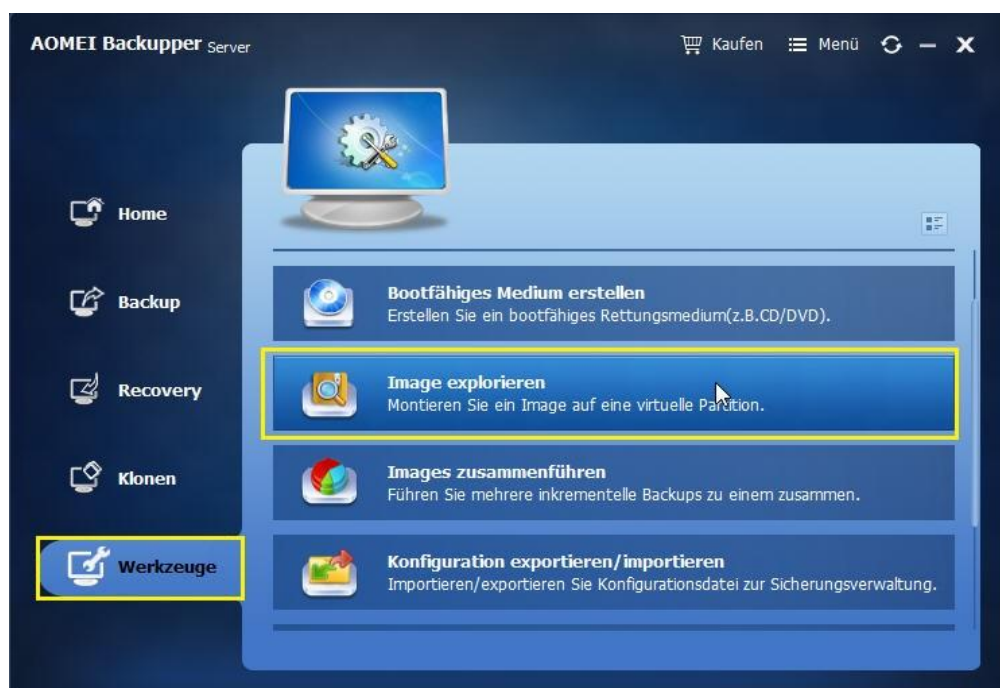 AOMEI Backupper Server
Kaufen
Menü
Home
Backup
Recovery
Klonen
Werkzeuge
Bootfähiges Medium erstellen
Erstellen Sie ein bootfähiges Rettungsmedium(z.B.CD/DVD).
Image explorieren
Montieren Sie ein Image auf eine virtuelle Partition.
Images zusammenführen
Führen Sie mehrere inkrementelle Backups zu einem zusammen.
Konfiguration exportieren/importieren
Importieren/exportieren Sie Konfigurationsdatei zur Sicherungsverwaltung.